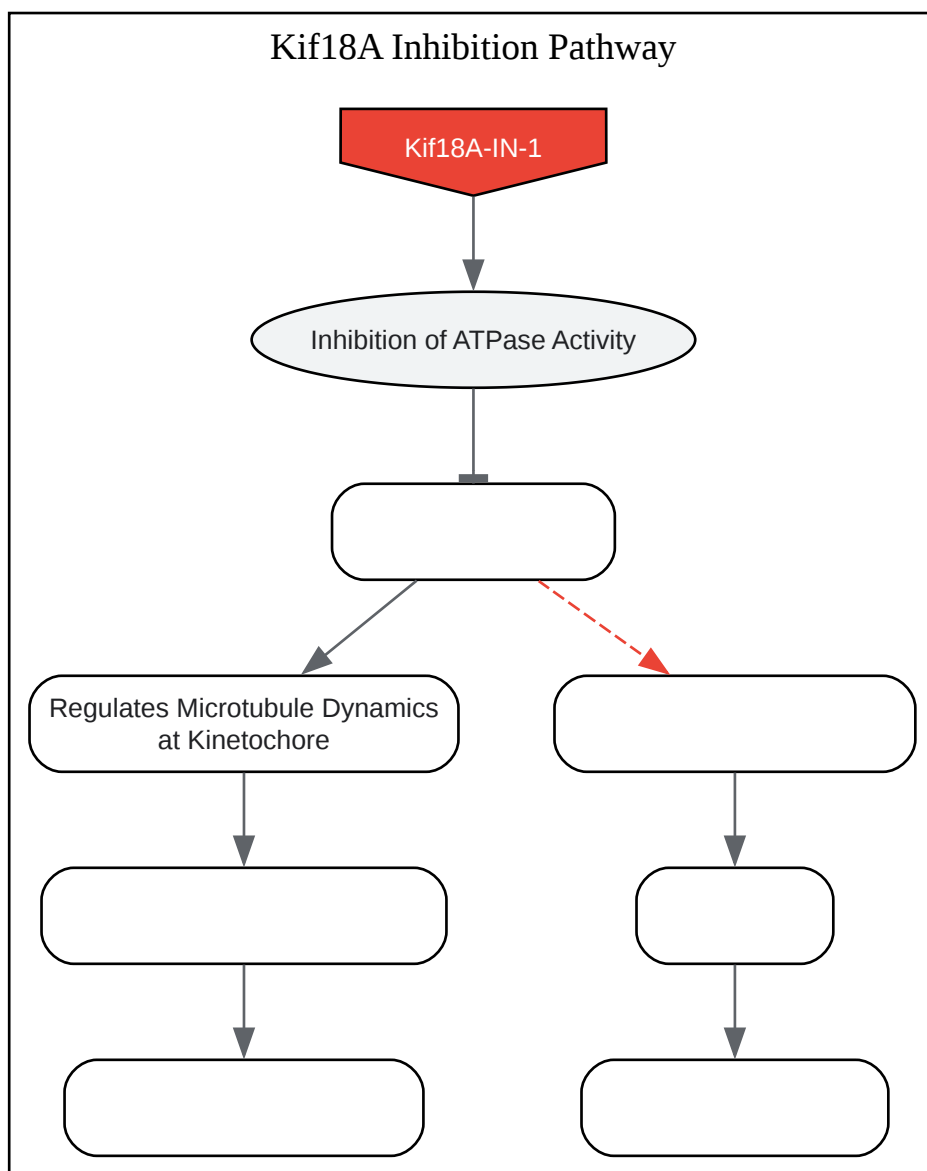 Kif18A Inhibition Pathway
Kif18A-IN-1
Inhibition of ATPase Activity
Regulates Microtubule Dynamics
at Kinetochore